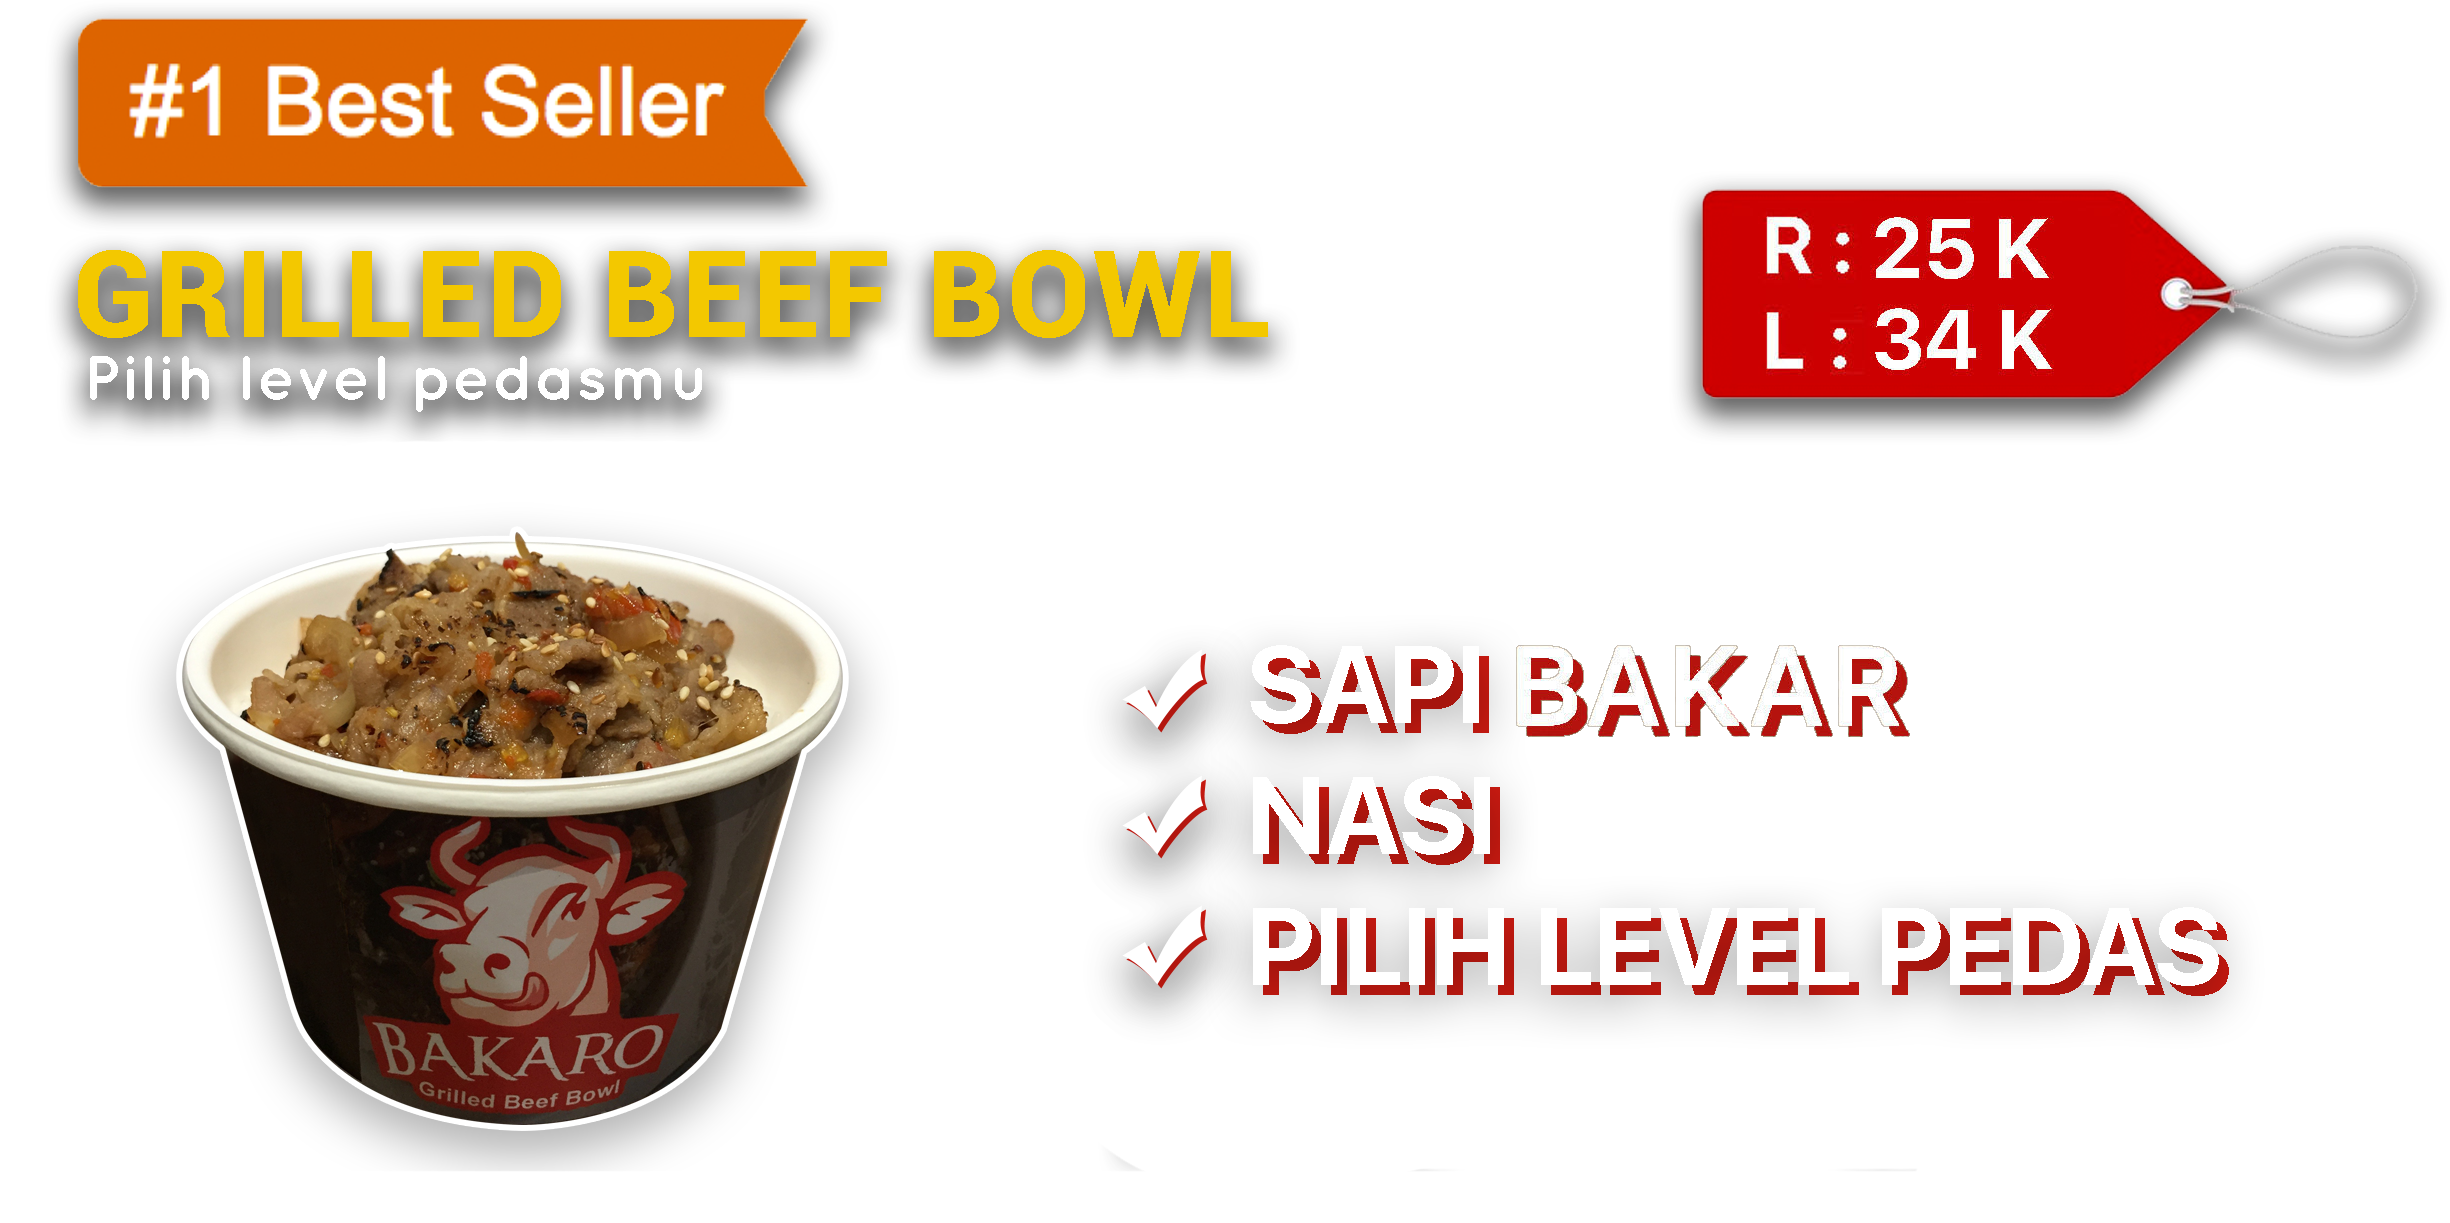 #1 Best Seller
GRILLED BEEF BOWL
Pilih level pedasmu
R : 25 K
L : 34 K
SAPI BAKAR
NASI
PILIH LEVEL PEDAS
BAKARO
Grilled Beef Bowl